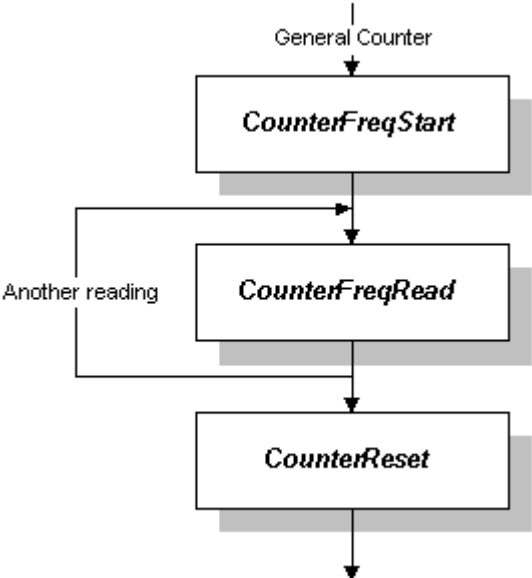 General Counter
CounterFreqStart
Another reading
CounterFreqRead
CounterReset